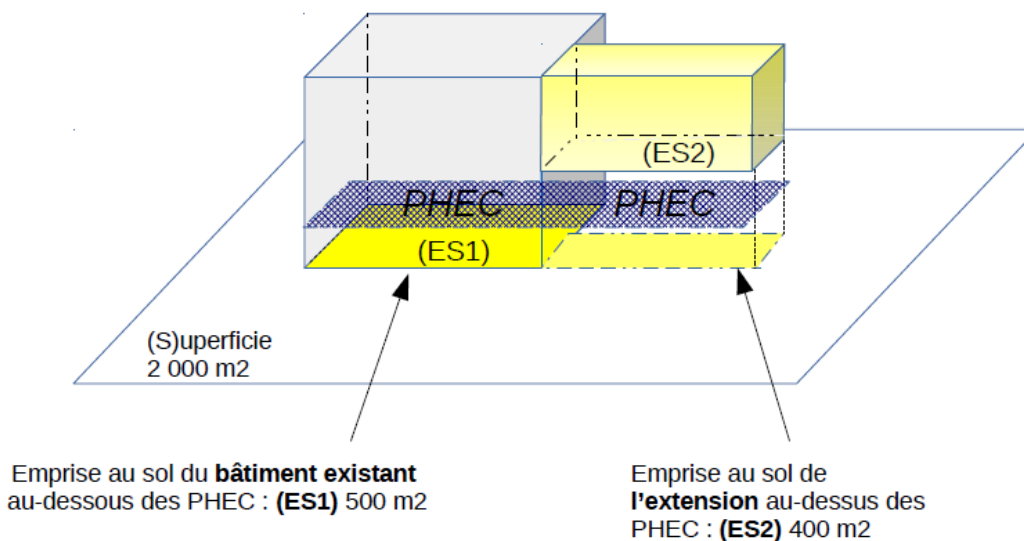 (ES2)
PHEC PHEC
(ES1)
(S)uperficie
2 000 m2
Emprise au sol du bâtiment existant
au-dessous des PHEC : (ES1) 500 m2
Emprise au sol de
l'extension au-dessus des
PHEC : (ES2) 400 m2